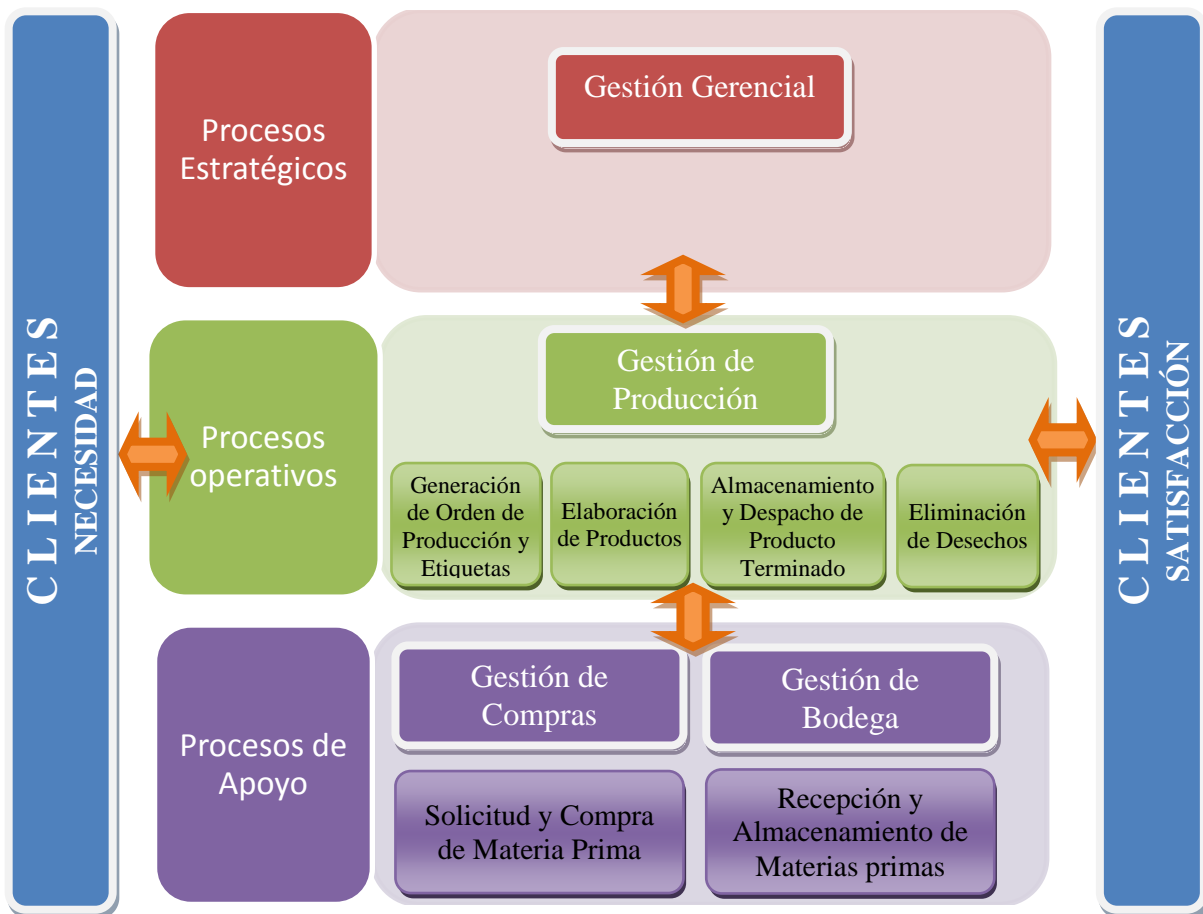 CLIENTES
NECESIDAD
Procesos
Estratégicos
Gestión Gerencial
Procesos
operativos
Gestión de
Producción
Generación
de Orden de
Producción y
Etiquetas
Elaboración
de Productos
Almacenamiento
y Despacho de
Producto
Terminado
Eliminación
de Desechos
Procesos de
Apoyo
Gestión de
Compras
Gestión de
Bodega
Solicitud y Compra
de Materia Prima
Recepción y
Almacenamiento de
Materias primas
CLIENTES
SATISFACCIÓN